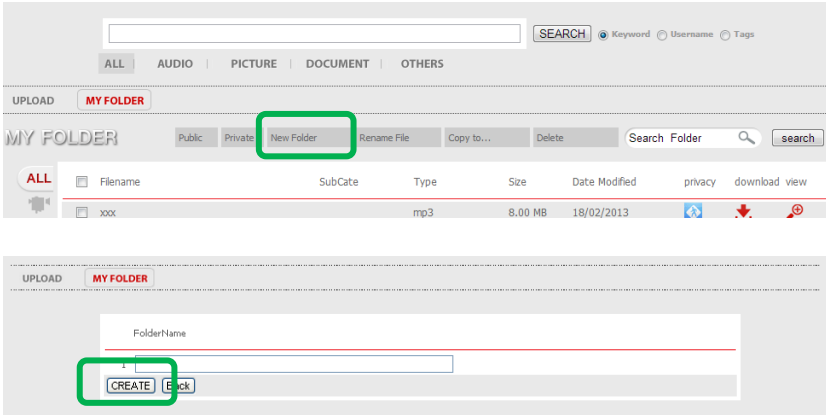 SEARCH Keyword Username Tags
ALL AUDIO PICTURE DOCUMENT OTHERS
UPLOAD MY FOLDER
MY FOLDER Public Private New Folder Rename File Copy to... Delete Search Folder search
ALL Filename SubCate Type Size Date Modified privacy download view
xxx mp3 8.00 MB 18/02/2013
UPLOAD MY FOLDER
FolderName
1
CREATE Back